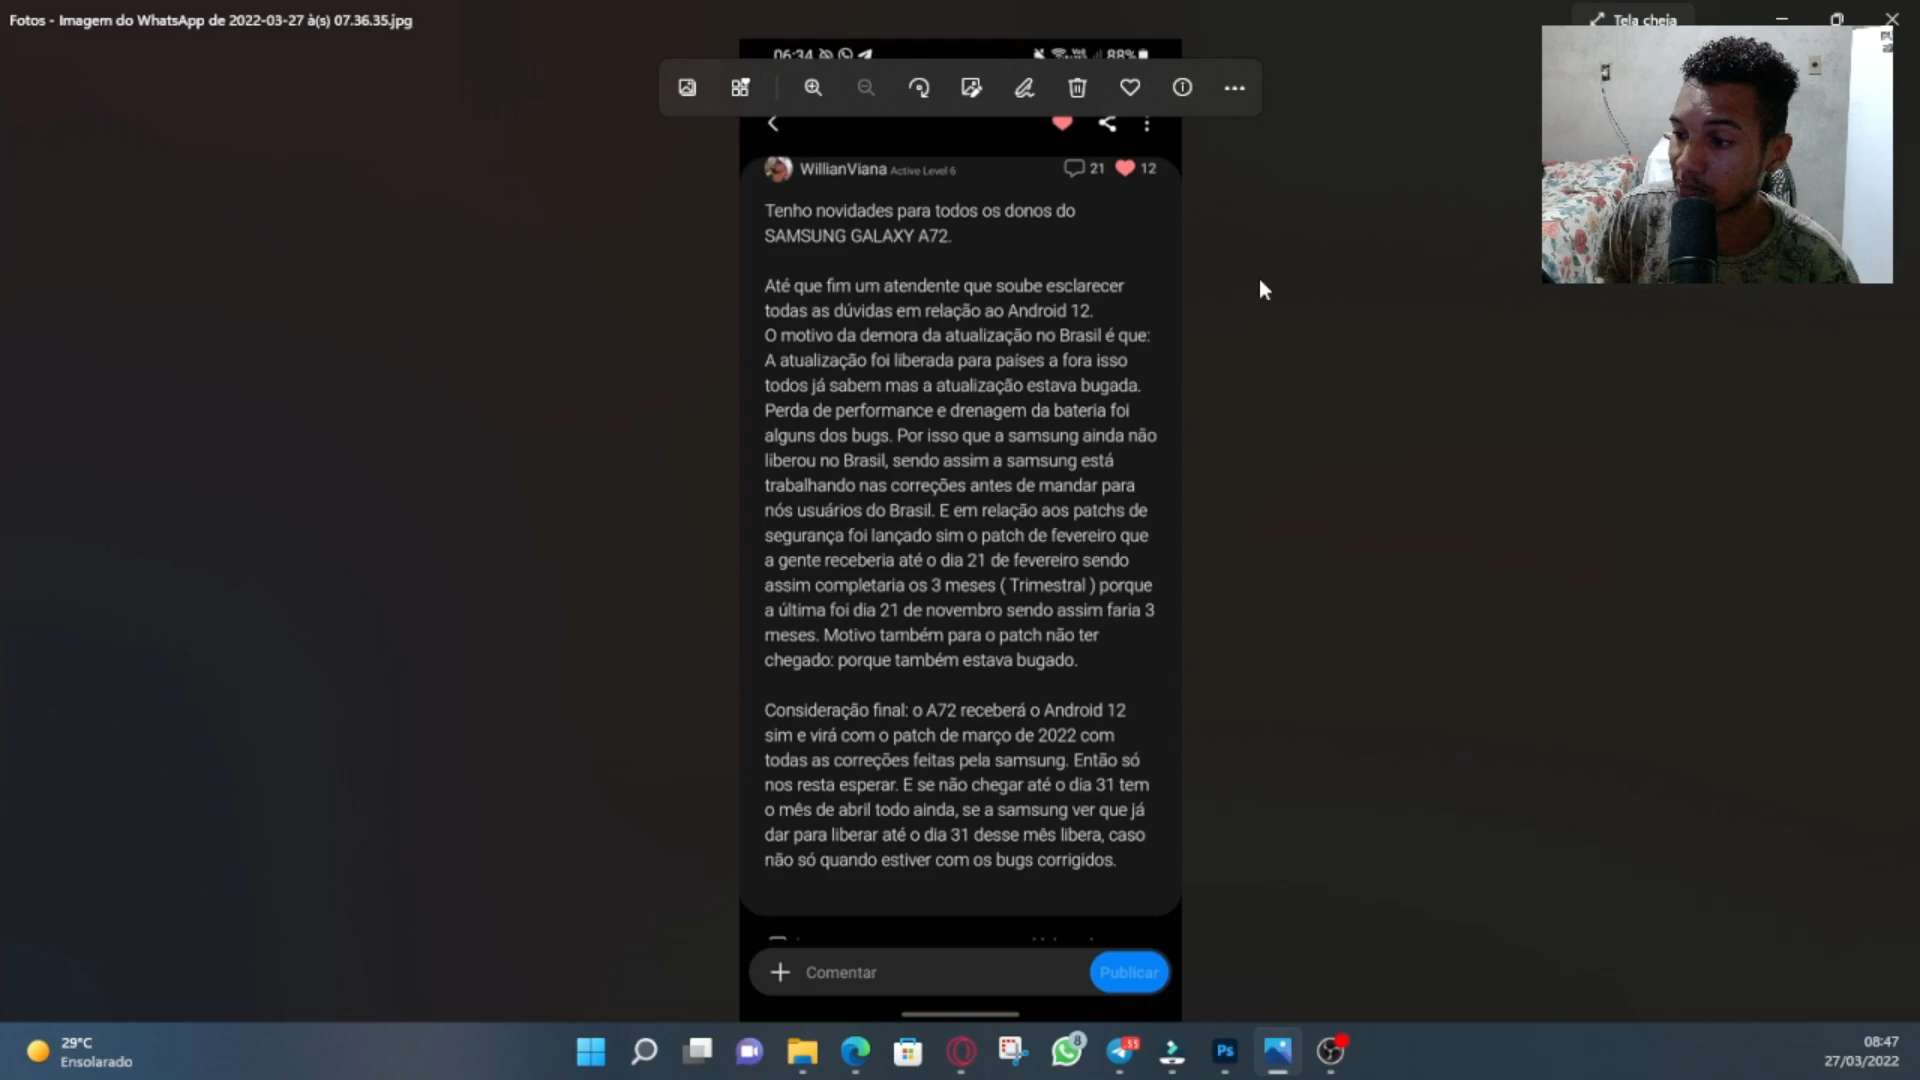 Fotos - Imagem do WhatsApp de 2022-03-27 à(s) 07.36.35.jpg
Tela cheia
06:34
88%
WillianViana Active Level 6
21
12
Tenho novidades para todos os donos do
SAMSUNG GALAXY A72.
Até que fim um atendente que soube esclarecer
todas as dúvidas em relação ao Android 12.
O motivo da demora da atualização no Brasil é que:
A atualização foi liberada para países a fora isso
todos já sabem mas a atualização estava bugada.
Perda de performance e drenagem da bateria foi
alguns dos bugs. Por isso que a samsung ainda não
liberou no Brasil, sendo assim a samsung está
trabalhando nas correções antes de mandar para
nós usuários do Brasil. E em relação aos patchs de
segurança foi lançado sim o patch de fevereiro que
a gente receberia até o dia 21 de fevereiro sendo
assim completaria os 3 meses ( Trimestral ) porque
a última foi dia 21 de novembro sendo assim faria 3
meses. Motivo também para o patch não ter
chegado: porque também estava bugado.
Consideração final: o A72 receberá o Android 12
sim e virá com o patch de março de 2022 com
todas as correções feitas pela samsung. Então só
nos resta esperar. E se não chegar até o dia 31 tem
o mês de abril todo ainda, se a samsung ver que já
dar para liberar até o dia 31 desse mês libera, caso
não só quando estiver com os bugs corrigidos.
Comentar
Publicar
29°C
Ensolarado
8
55
Ps
08:47
27/03/2022